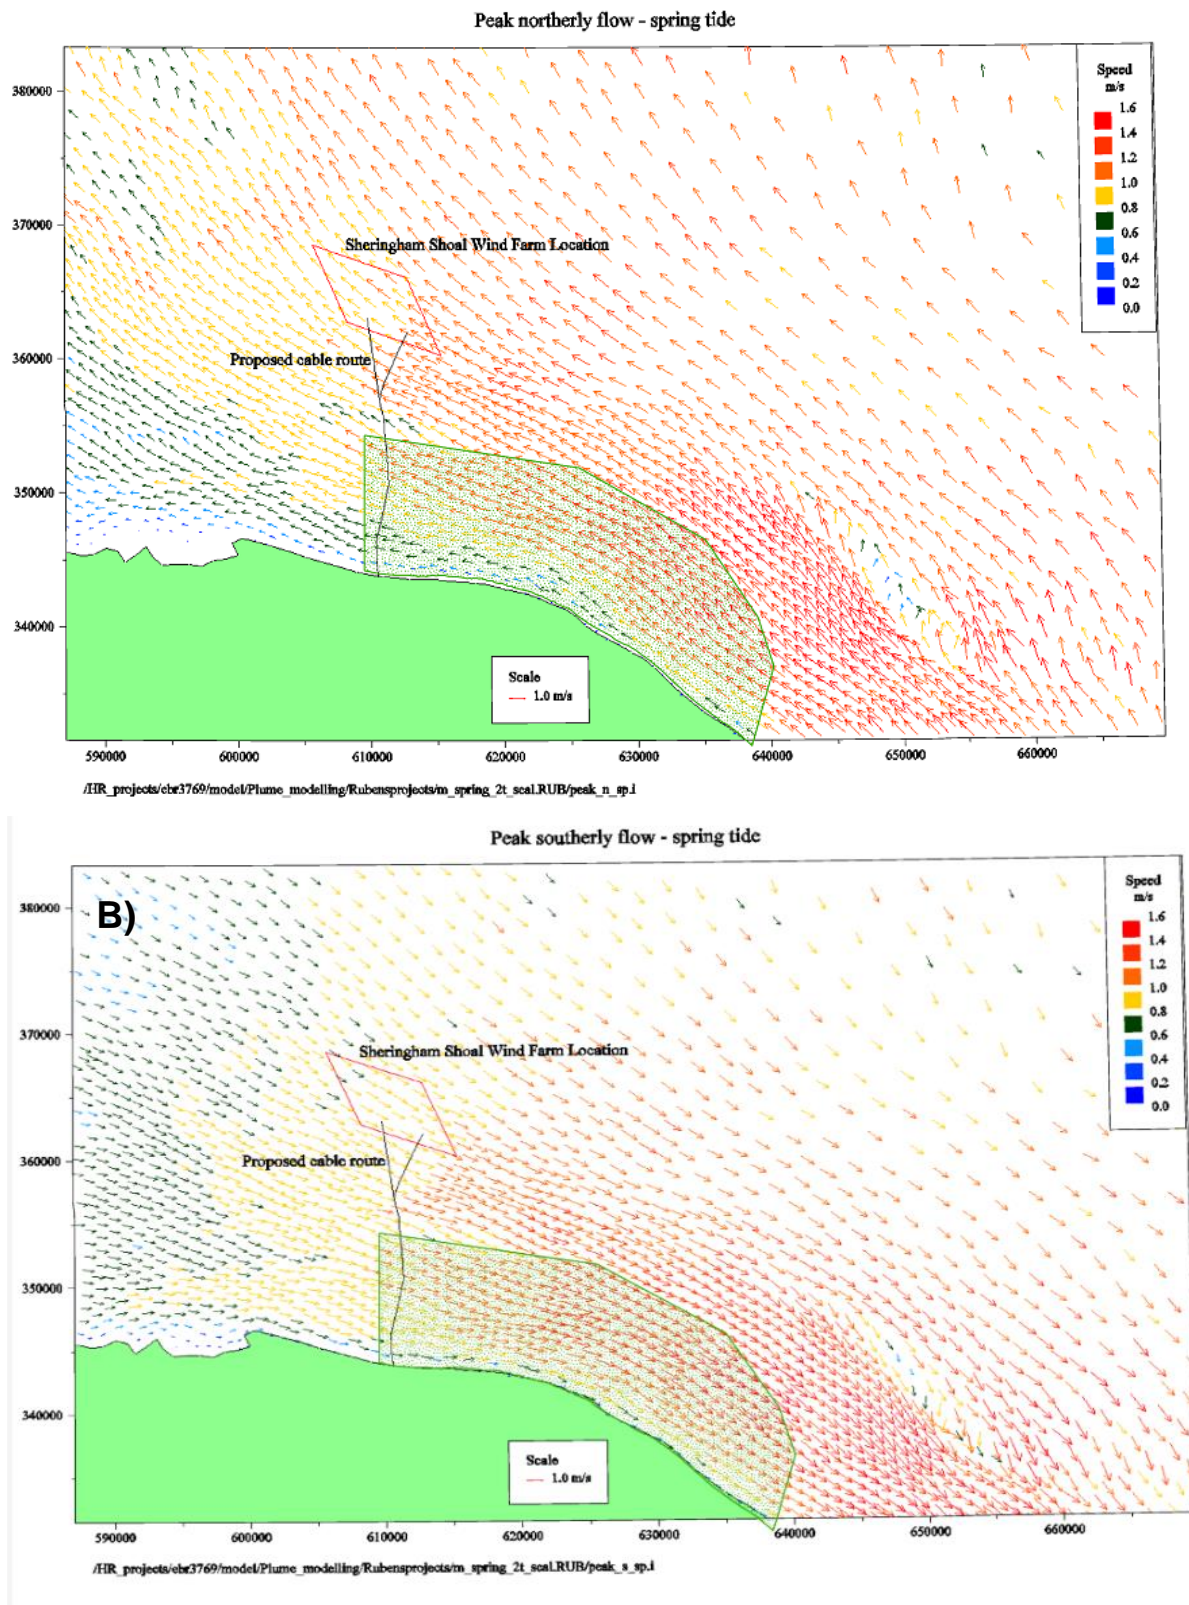 Peak northerly flow - spring tide
Speed
m/s
1.6
1.4
1.2
1.0
0.8
0.6
0.4
0.2
0.0
380000
370000
360000
350000
340000
Sheringham Shoal Wind Farm Location
Proposed cable route
Scale
1.0 m/s
590000 600000 610000 620000 630000 640000 650000 660000
/HR_projects/ebr3769/model/Plume_modelling/Rubensprojects/m_spring_2t_scal.RUB/peak_n_sp.i
Peak southerly flow - spring tide
B)
Speed
m/s
1.6
1.4
1.2
1.0
0.8
0.6
0.4
0.2
0.0
380000
370000
360000
350000
340000
Sheringham Shoal Wind Farm Location
Proposed cable route
Scale
1.0 m/s
590000 600000 610000 620000 630000 640000 650000 660000
/HR_projects/ebr3769/model/Plume_modelling/Rubensprojects/m_spring_2t_scal.RUB/peak_s_sp.i